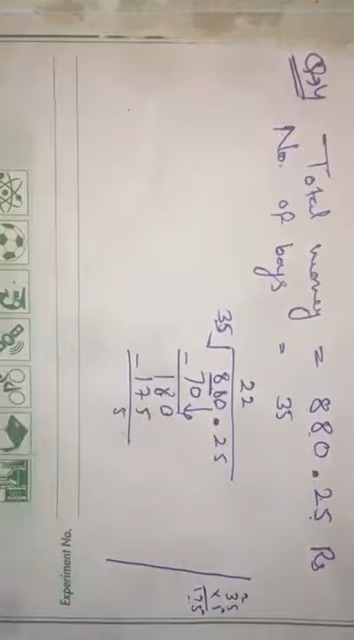 Q24 - Total money = 880.25 Rs
No. of boys = 35
22
35 880.25
- 70
180
- 175
5
2
35
x 5
175
Experiment No.